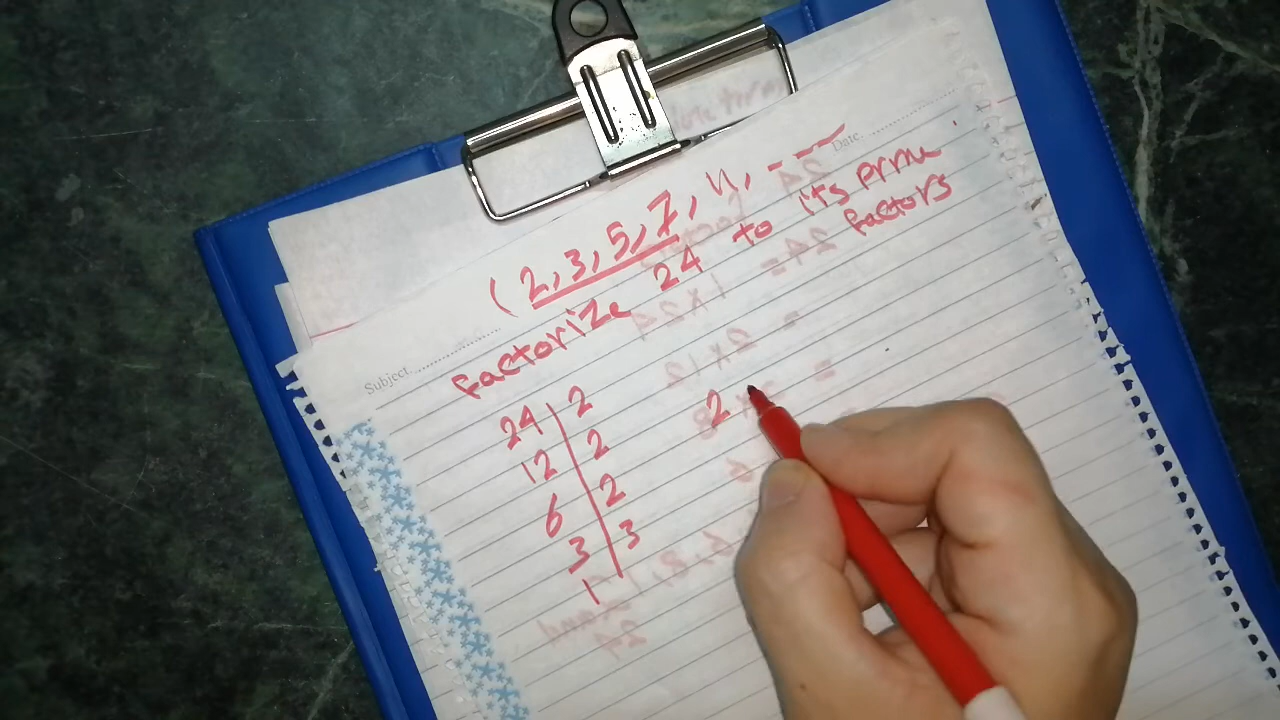 Date
( 2, 3, 5, 7, 11, - - -
Subject
factorize 24 to its prime factors
24 2
12 2
6 2
3 3
1
2